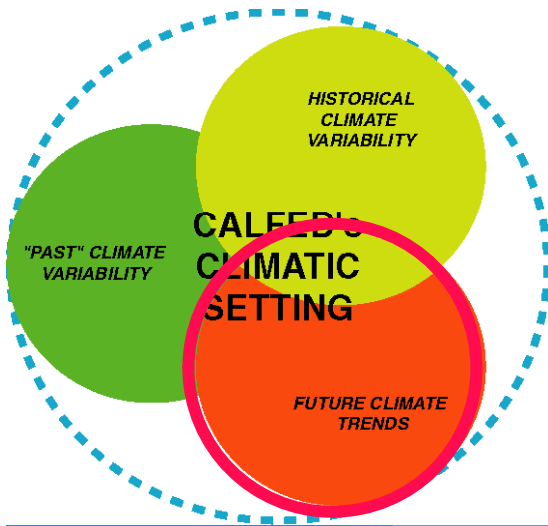 HISTORICAL
CLIMATE
VARIABILITY
"PAST" CLIMATE
VARIABILITY
CALFED's
CLIMATIC
SETTING
FUTURE CLIMATE
TRENDS